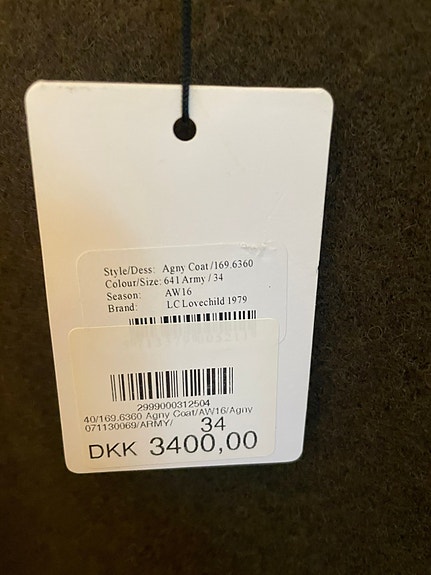 Style/Dess: Agny Coat /169.6360
Colour/Size: 641 Army / 34
Season: AW16
Brand: LC Lovechild 1979
2999000312504
40/169.6360 Agny Coat/AW16/Agny
071130069/ARMY/ 34
DKK 3400,00